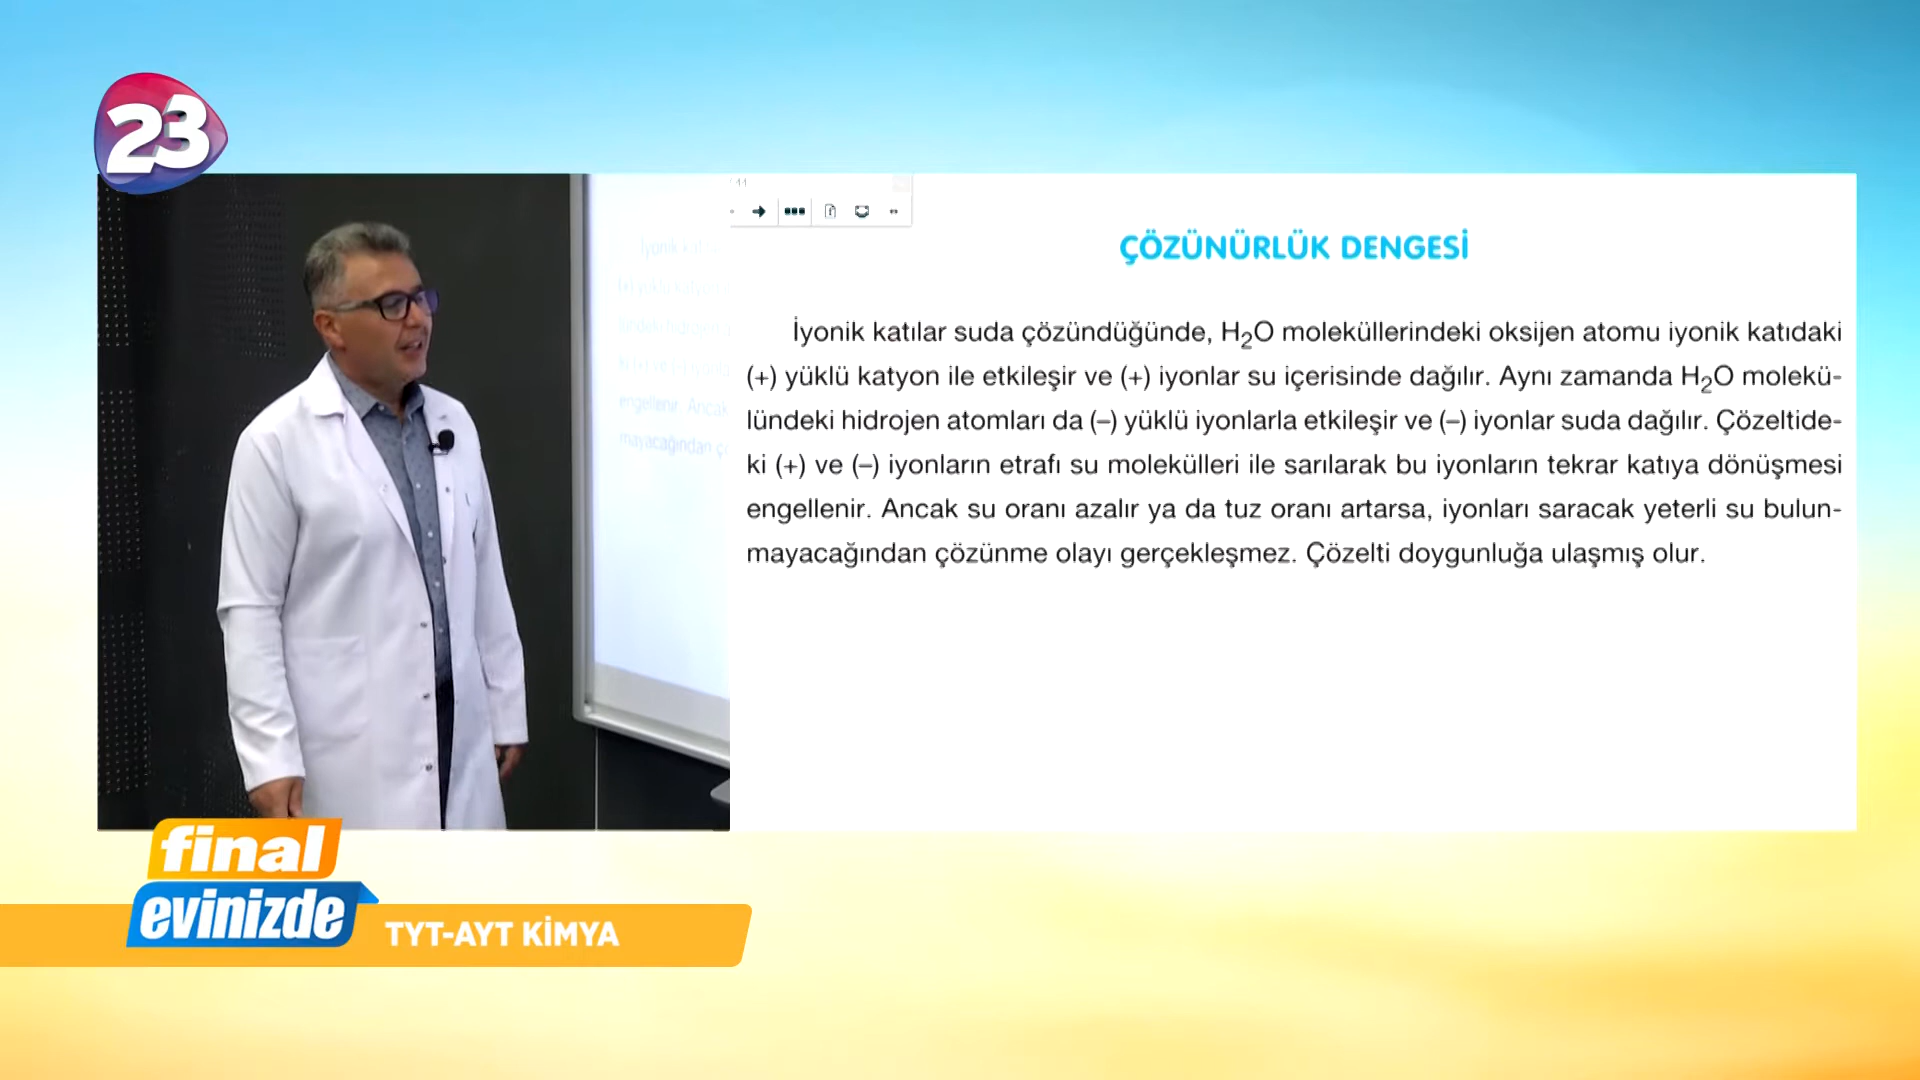 23
11
ÇÖZÜNÜRLÜK DENGESİ
İyonik katılar suda çözündüğünde, H₂O moleküllerindeki oksijen atomu iyonik katıdaki
(+) yüklü katyon ile etkileşir ve (+) iyonlar su içerisinde dağılır. Aynı zamanda H₂O molekü-
lündeki hidrojen atomları da (–) yüklü iyonlarla etkileşir ve (–) iyonlar suda dağılır. Çözeltide-
ki (+) ve (–) iyonların etrafı su molekülleri ile sarılarak bu iyonların tekrar katıya dönüşmesi
engellenir. Ancak su oranı azalır ya da tuz oranı artarsa, iyonları saracak yeterli su bulun-
mayacağından çözünme olayı gerçekleşmez. Çözelti doygunluğa ulaşmış olur.
final
evinizde
TYT-AYT KİMYA